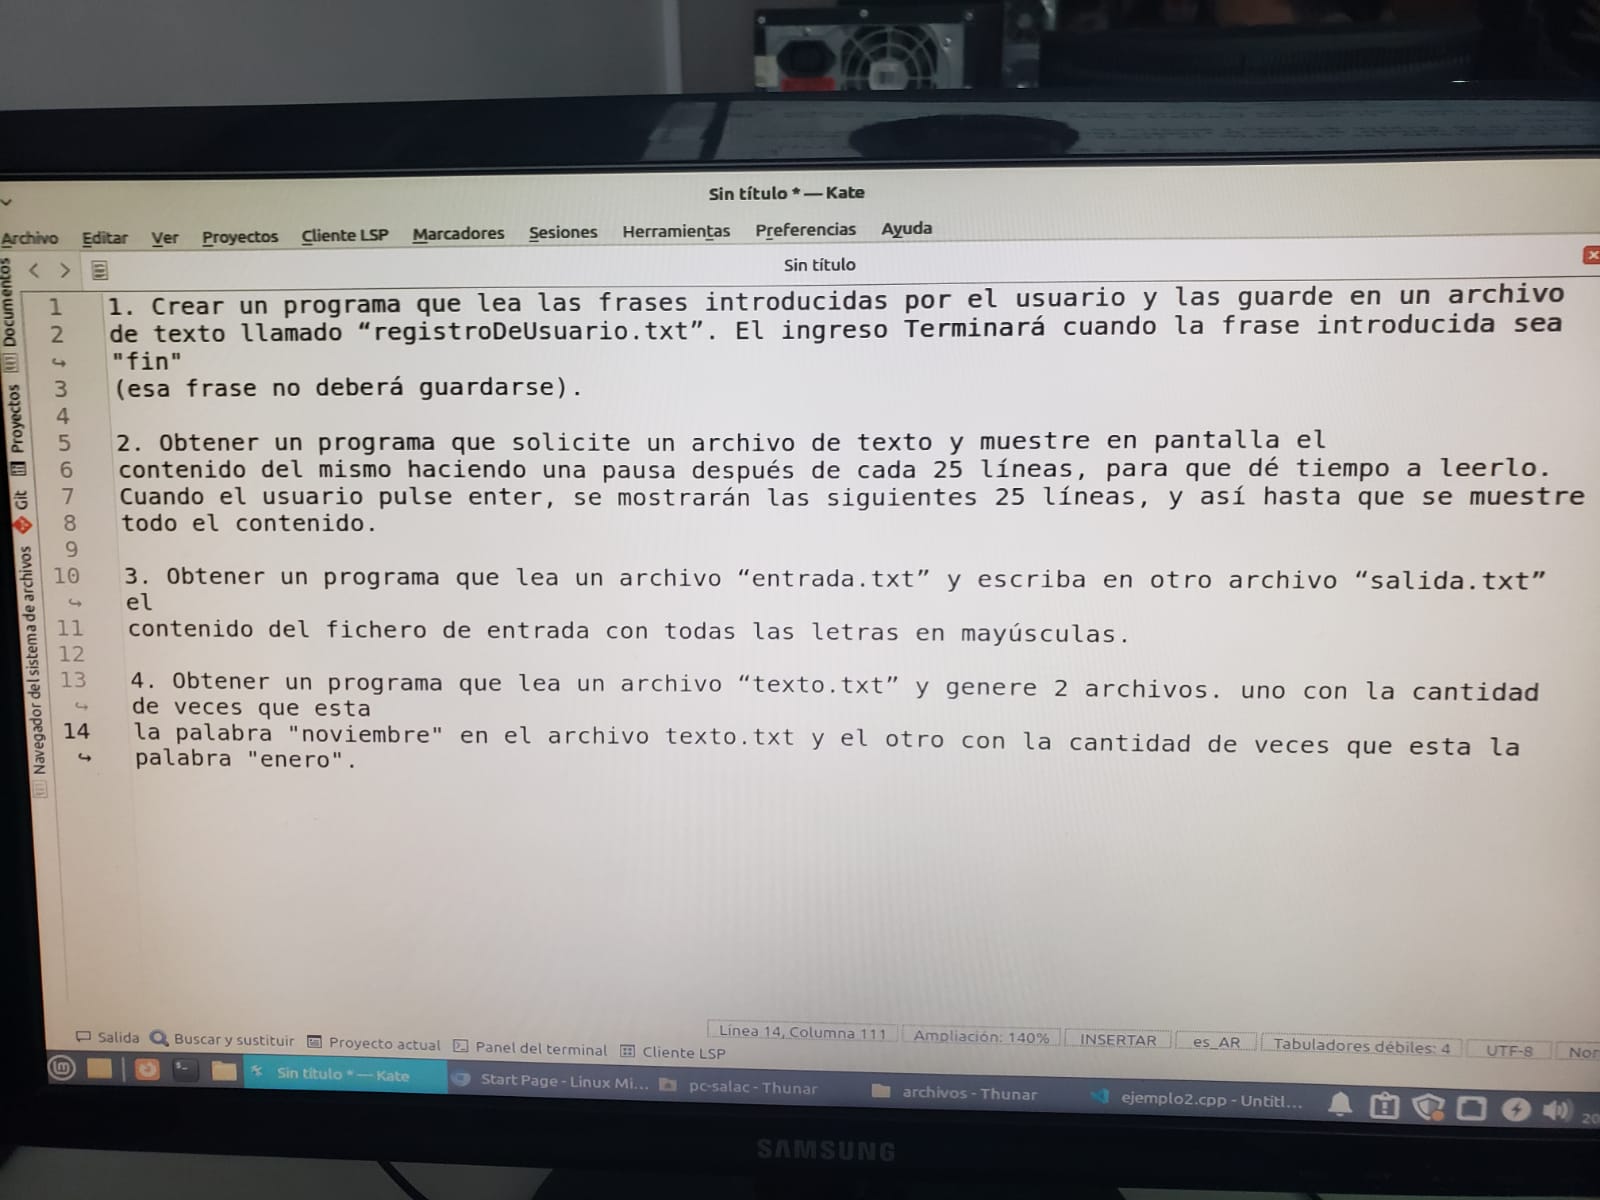 Sin título * — Kate
Archivo Editar Ver Proyectos Cliente LSP Marcadores Sesiones Herramientas Preferencias Ayuda
Sin título
Documentos
Proyectos
Git
Navegador del sistema de archivos
1 1. Crear un programa que lea las frases introducidas por el usuario y las guarde en un archivo
2 de texto llamado “registroDeUsuario.txt”. El ingreso Terminará cuando la frase introducida sea
"fin"
3 (esa frase no deberá guardarse).
4
5 2. Obtener un programa que solicite un archivo de texto y muestre en pantalla el
6 contenido del mismo haciendo una pausa después de cada 25 líneas, para que dé tiempo a leerlo.
7 Cuando el usuario pulse enter, se mostrarán las siguientes 25 líneas, y así hasta que se muestre
8 todo el contenido.
9
10 3. Obtener un programa que lea un archivo “entrada.txt” y escriba en otro archivo “salida.txt”
el
11 contenido del fichero de entrada con todas las letras en mayúsculas.
12
13 4. Obtener un programa que lea un archivo “texto.txt” y genere 2 archivos. uno con la cantidad
de veces que esta
14 la palabra "noviembre" en el archivo texto.txt y el otro con la cantidad de veces que esta la
palabra "enero".
Salida Buscar y sustituir Proyecto actual Panel del terminal Cliente LSP
Línea 14, Columna 111 Ampliación: 140% INSERTAR es_AR Tabuladores débiles: 4 UTF-8 Nor
Sin título * — Kate Start Page - Linux Mi... pc-salac - Thunar archivos - Thunar ejemplo2.cpp - Untitl... 20
SAMSUNG